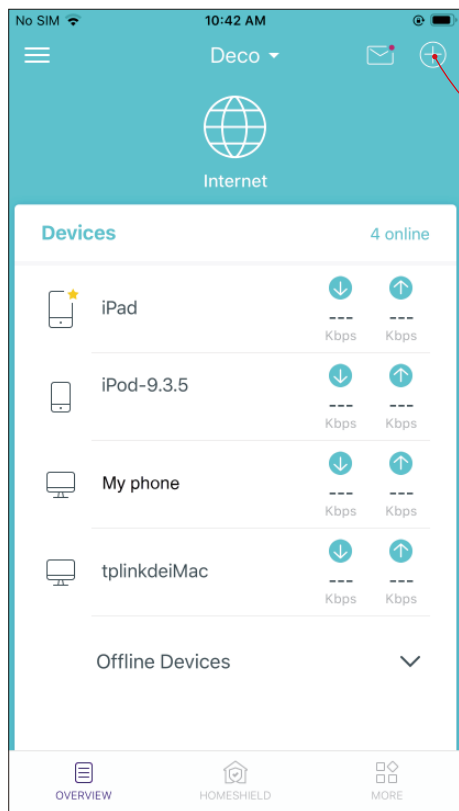 No SIM 10:42 AM
Deco
Internet
Devices 4 online
iPad
--- ---
Kbps Kbps
iPod-9.3.5
--- ---
Kbps Kbps
My phone
--- ---
Kbps Kbps
tplinkdeiMac
--- ---
Kbps Kbps
Offline Devices
OVERVIEW HOMESHIELD MORE